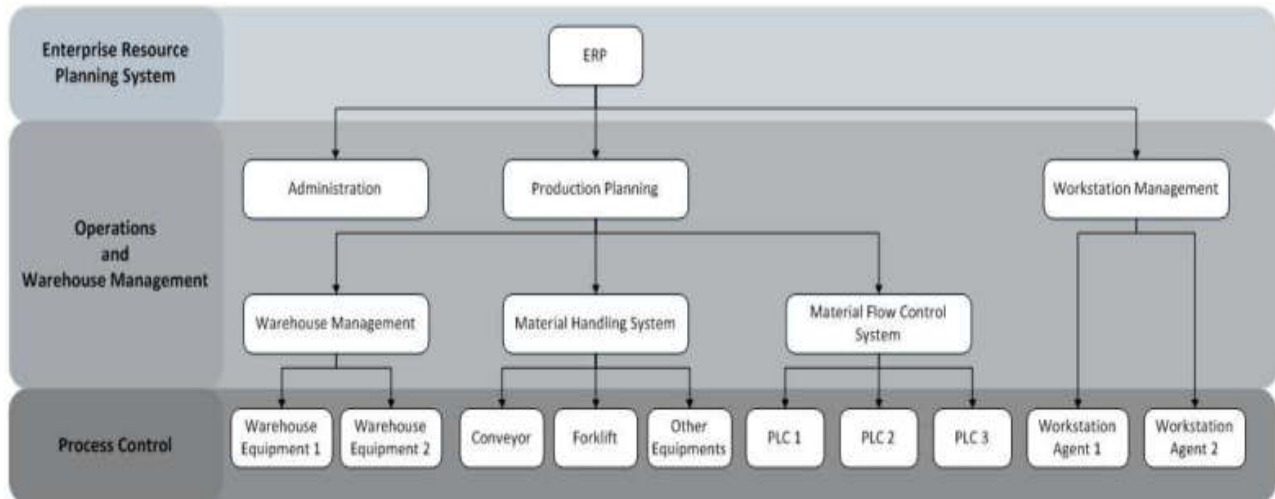 Enterprise Resource
Planning System
ERP
Administration
Production Planning
Workstation Management
Operations
and
Warehouse Management
Warehouse Management
Material Handling System
Material Flow Control
System
Process Control
Warehouse
Equipment 1
Warehouse
Equipment 2
Conveyor
Forklift
Other
Equipments
PLC 1
PLC 2
PLC 3
Workstation
Agent 1
Workstation
Agent 2